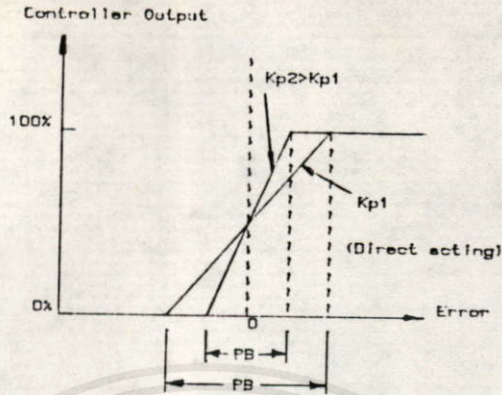 Controller Output
Kp2>Kp1
100%
Kp1
(Direct acting)
0%
0
Error
PB
PB